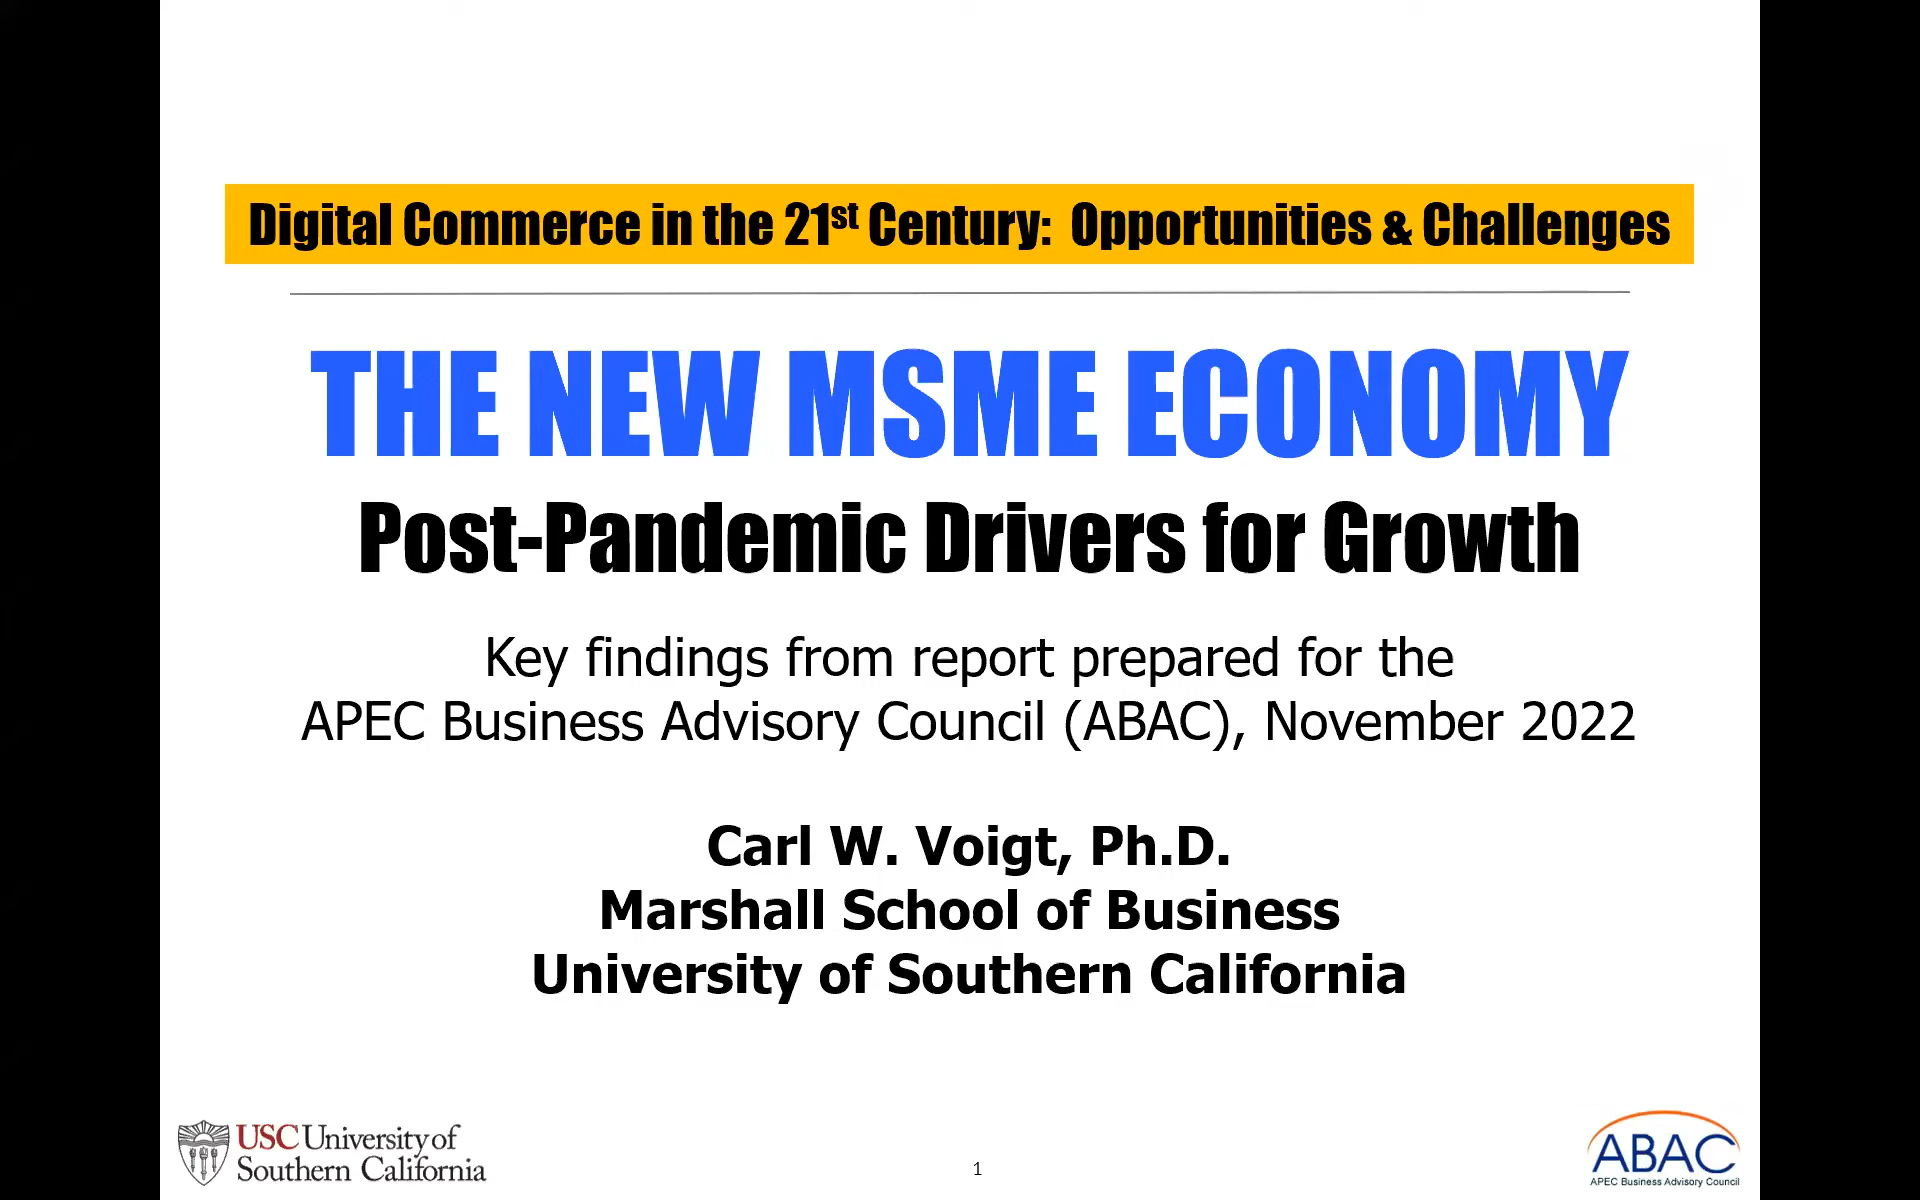 Digital Commerce in the 21st Century: Opportunities & Challenges
THE NEW MSME ECONOMY
Post-Pandemic Drivers for Growth
Key findings from report prepared for the
APEC Business Advisory Council (ABAC), November 2022
Carl W. Voigt, Ph.D.
Marshall School of Business
University of Southern California
USC University of
Southern California
1
ABAC
APEC Business Advisory Council